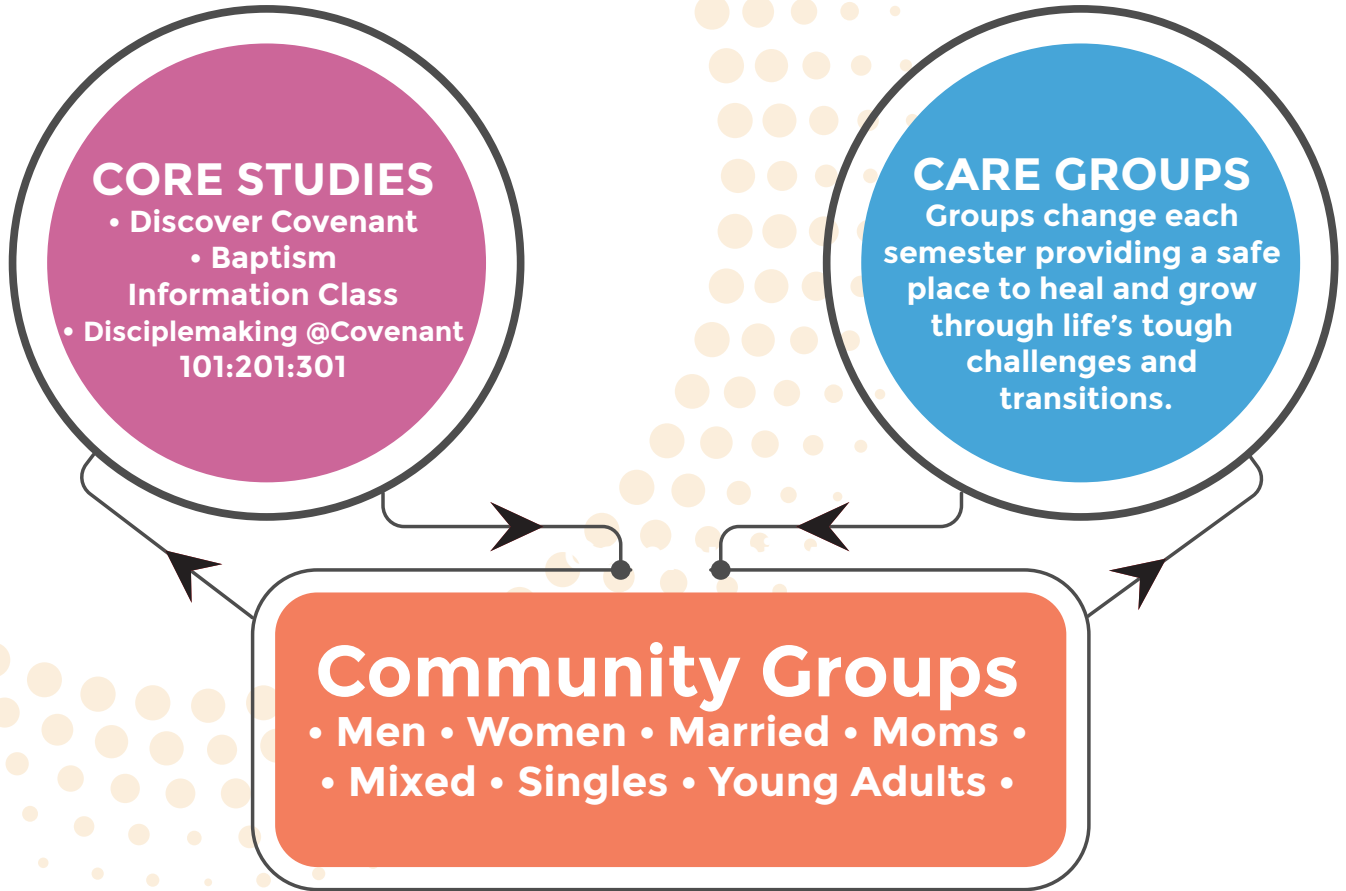 CORE STUDIES
• Discover Covenant
• Baptism
Information Class
• Disciplemaking @Covenant
101:201:301
CARE GROUPS
Groups change each
semester providing a safe
place to heal and grow
through life’s tough
challenges and
transitions.
Community Groups
• Men • Women • Married • Moms •
• Mixed • Singles • Young Adults •